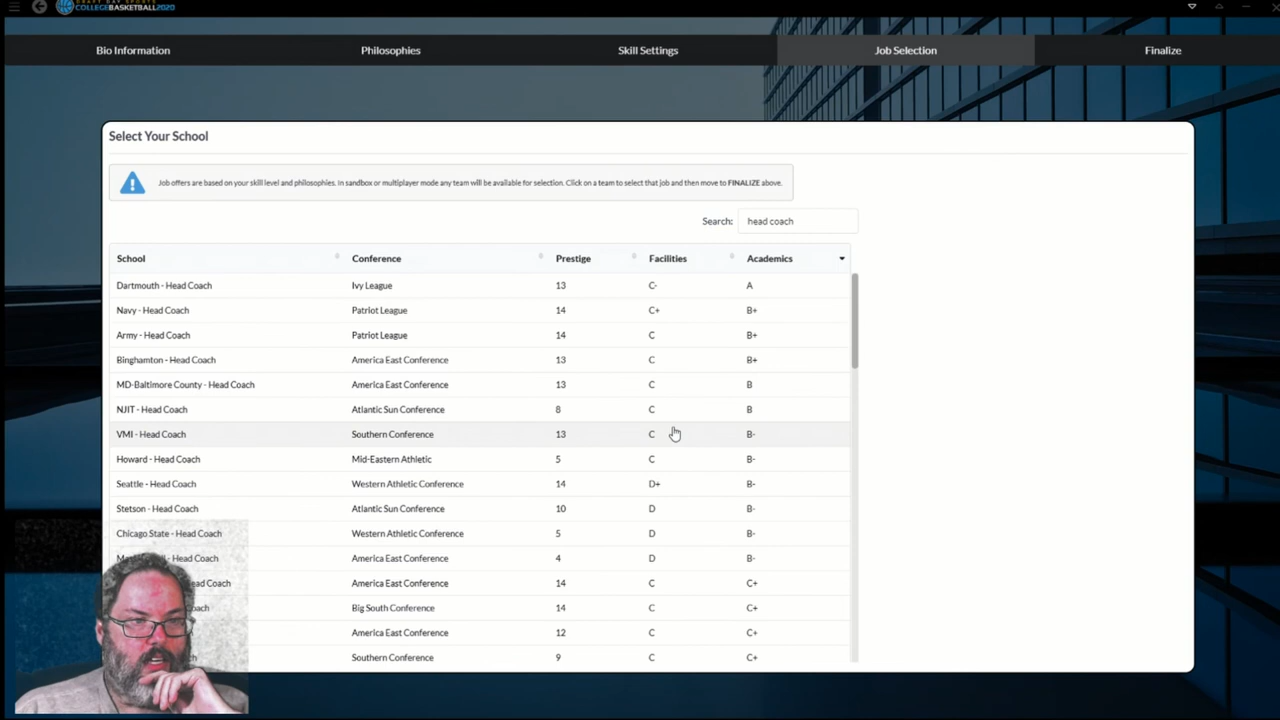 DRAFT DAY SPORTS
COLLEGE BASKETBALL 2020
Bio Information Philosophies Skill Settings Job Selection Finalize
Select Your School
Job offers are based on your skill level and philosophies. In sandbox or multiplayer mode any team will be available for selection. Click on a team to select that job and then move to FINALIZE above.
Search: head coach
School Conference Prestige Facilities Academics
Dartmouth - Head Coach Ivy League 13 C- A
Navy - Head Coach Patriot League 14 C+ B+
Army - Head Coach Patriot League 14 C B+
Binghamton - Head Coach America East Conference 13 C B+
MD-Baltimore County - Head Coach America East Conference 13 C B
NJIT - Head Coach Atlantic Sun Conference 8 C B
VMI - Head Coach Southern Conference 13 C B-
Howard - Head Coach Mid-Eastern Athletic 5 C B-
Seattle - Head Coach Western Athletic Conference 14 D+ B-
Stetson - Head Coach Atlantic Sun Conference 10 D B-
Chicago State - Head Coach Western Athletic Conference 5 D B-
- Head Coach America East Conference 4 D B-
ead Coach America East Conference 14 C C+
Coach Big South Conference 14 C C+
America East Conference 12 C C+
Southern Conference 9 C C+